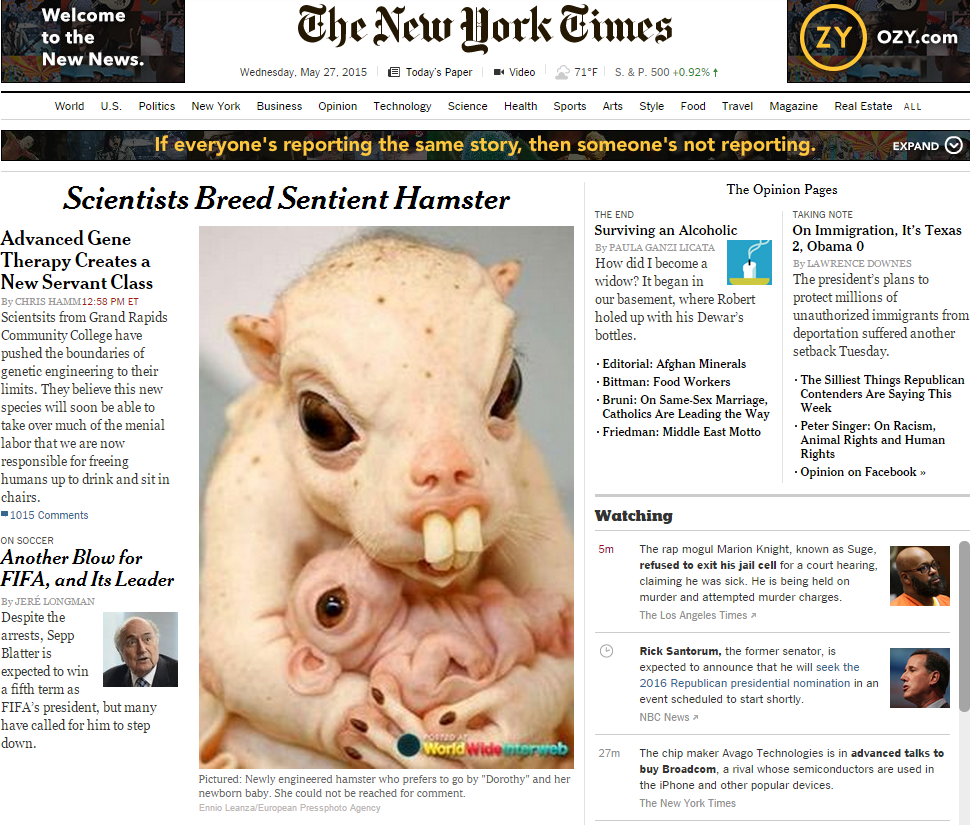 Welcome
to the
New News.
The New York Times
ZY OZY.com
Wednesday, May 27, 2015 Today's Paper Video 71°F S. & P. 500 +0.92% ↑
World U.S. Politics New York Business Opinion Technology Science Health Sports Arts Style Food Travel Magazine Real Estate ALL
If everyone's reporting the same story, then someone's not reporting. EXPAND
Scientists Breed Sentient Hamster
Advanced Gene
Therapy Creates a
New Servant Class
By CHRIS HAMM 12:58 PM ET
Scientsits from Grand Rapids
Community College have
pushed the boundaries of
genetic engineering to their
limits. They believe this new
species will soon be able to
take over much of the menial
labor that we are now
responsible for freeing
humans up to drink and sit in
chairs.
1015 Comments
ON SOCCER
Another Blow for
FIFA, and Its Leader
By JERÉ LONGMAN
Despite the
arrests, Sepp
Blatter is
expected to win
a fifth term as
FIFA's president, but many
have called for him to step
down.
POSTED AT
WorldWideInterweb
Pictured: Newly engineered hamster who prefers to go by "Dorothy" and her
newborn baby. She could not be reached for comment.
Ennio Leanza/European Pressphoto Agency
The Opinion Pages
THE END
Surviving an Alcoholic
By PAULA GANZI LICATA
How did I become a
widow? It began in
our basement, where Robert
holed up with his Dewar's
bottles.
· Editorial: Afghan Minerals
· Bittman: Food Workers
· Bruni: On Same-Sex Marriage,
Catholics Are Leading the Way
· Friedman: Middle East Motto
TAKING NOTE
On Immigration, It's Texas
2, Obama 0
By LAWRENCE DOWNES
The president's plans to
protect millions of
unauthorized immigrants from
deportation suffered another
setback Tuesday.
· The Silliest Things Republican
Contenders Are Saying This
Week
· Peter Singer: On Racism,
Animal Rights and Human
Rights
· Opinion on Facebook »
Watching
5m
The rap mogul Marion Knight, known as Suge,
refused to exit his jail cell for a court hearing,
claiming he was sick. He is being held on
murder and attempted murder charges.
The Los Angeles Times ↗
Rick Santorum, the former senator, is
expected to announce that he will seek the
2016 Republican presidential nomination in an
event scheduled to start shortly.
NBC News ↗
27m
The chip maker Avago Technologies is in advanced talks to
buy Broadcom, a rival whose semiconductors are used in
the iPhone and other popular devices.
The New York Times